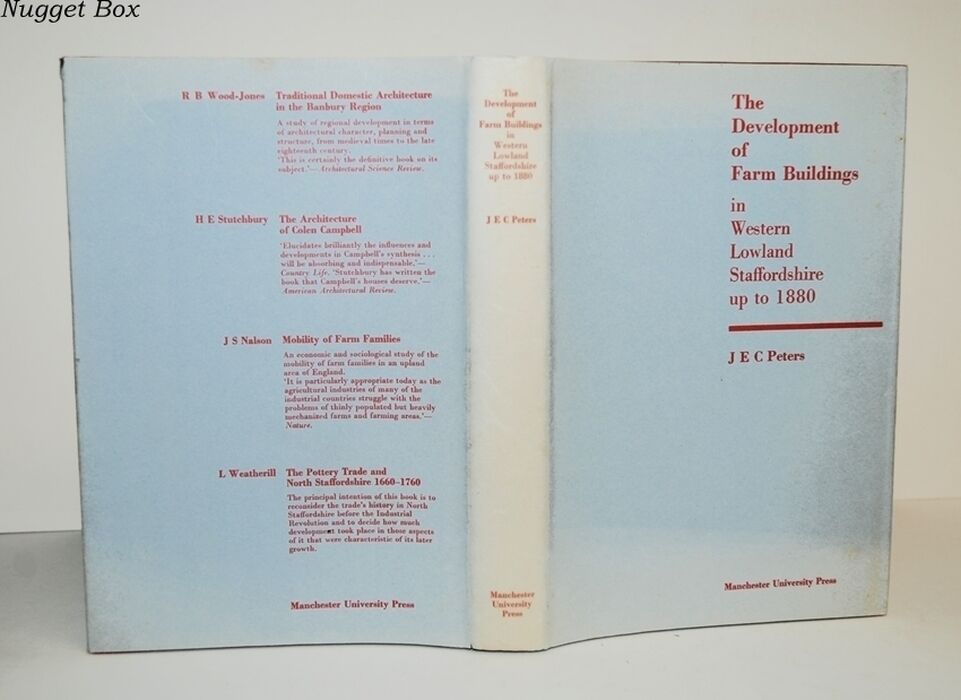 Nugget Box
R B Wood-Jones Traditional Domestic Architecture
in the Banbury Region
A study of regional development in terms
of architectural character, planning and
structure, from medieval times to the late
eighteenth century.
'This is certainly the definitive book on its
subject.'—Architectural Science Review.
H E Stutchbury The Architecture
of Colen Campbell
'Elucidates brilliantly the influences and
developments in Campbell's synthesis . . .
will be absorbing and indispensable.'—
Country Life. 'Stutchbury has written the
book that Campbell's houses deserve.'—
American Architectural Review.
J S Nalson Mobility of Farm Families
An economic and sociological study of the
mobility of farm families in an upland
area of England.
'It is particularly appropriate today as the
agricultural industries of many of the
industrial countries struggle with the
problems of thinly populated but heavily
mechanized farms and farming areas.'—
Nature.
L Weatherill The Pottery Trade and
North Staffordshire 1660–1760
The principal intention of this book is to
reconsider the trade's history in North
Staffordshire before the Industrial
Revolution and to decide how much
development took place in those aspects
of it that were characteristic of its later
growth.
Manchester University Press
The
Development
of
Farm Buildings
in
Western
Lowland
Staffordshire
up to 1880
J E C Peters
Manchester
University
Press
The
Development
of
Farm Buildings
in
Western
Lowland
Staffordshire
up to 1880
J E C Peters
Manchester University Press